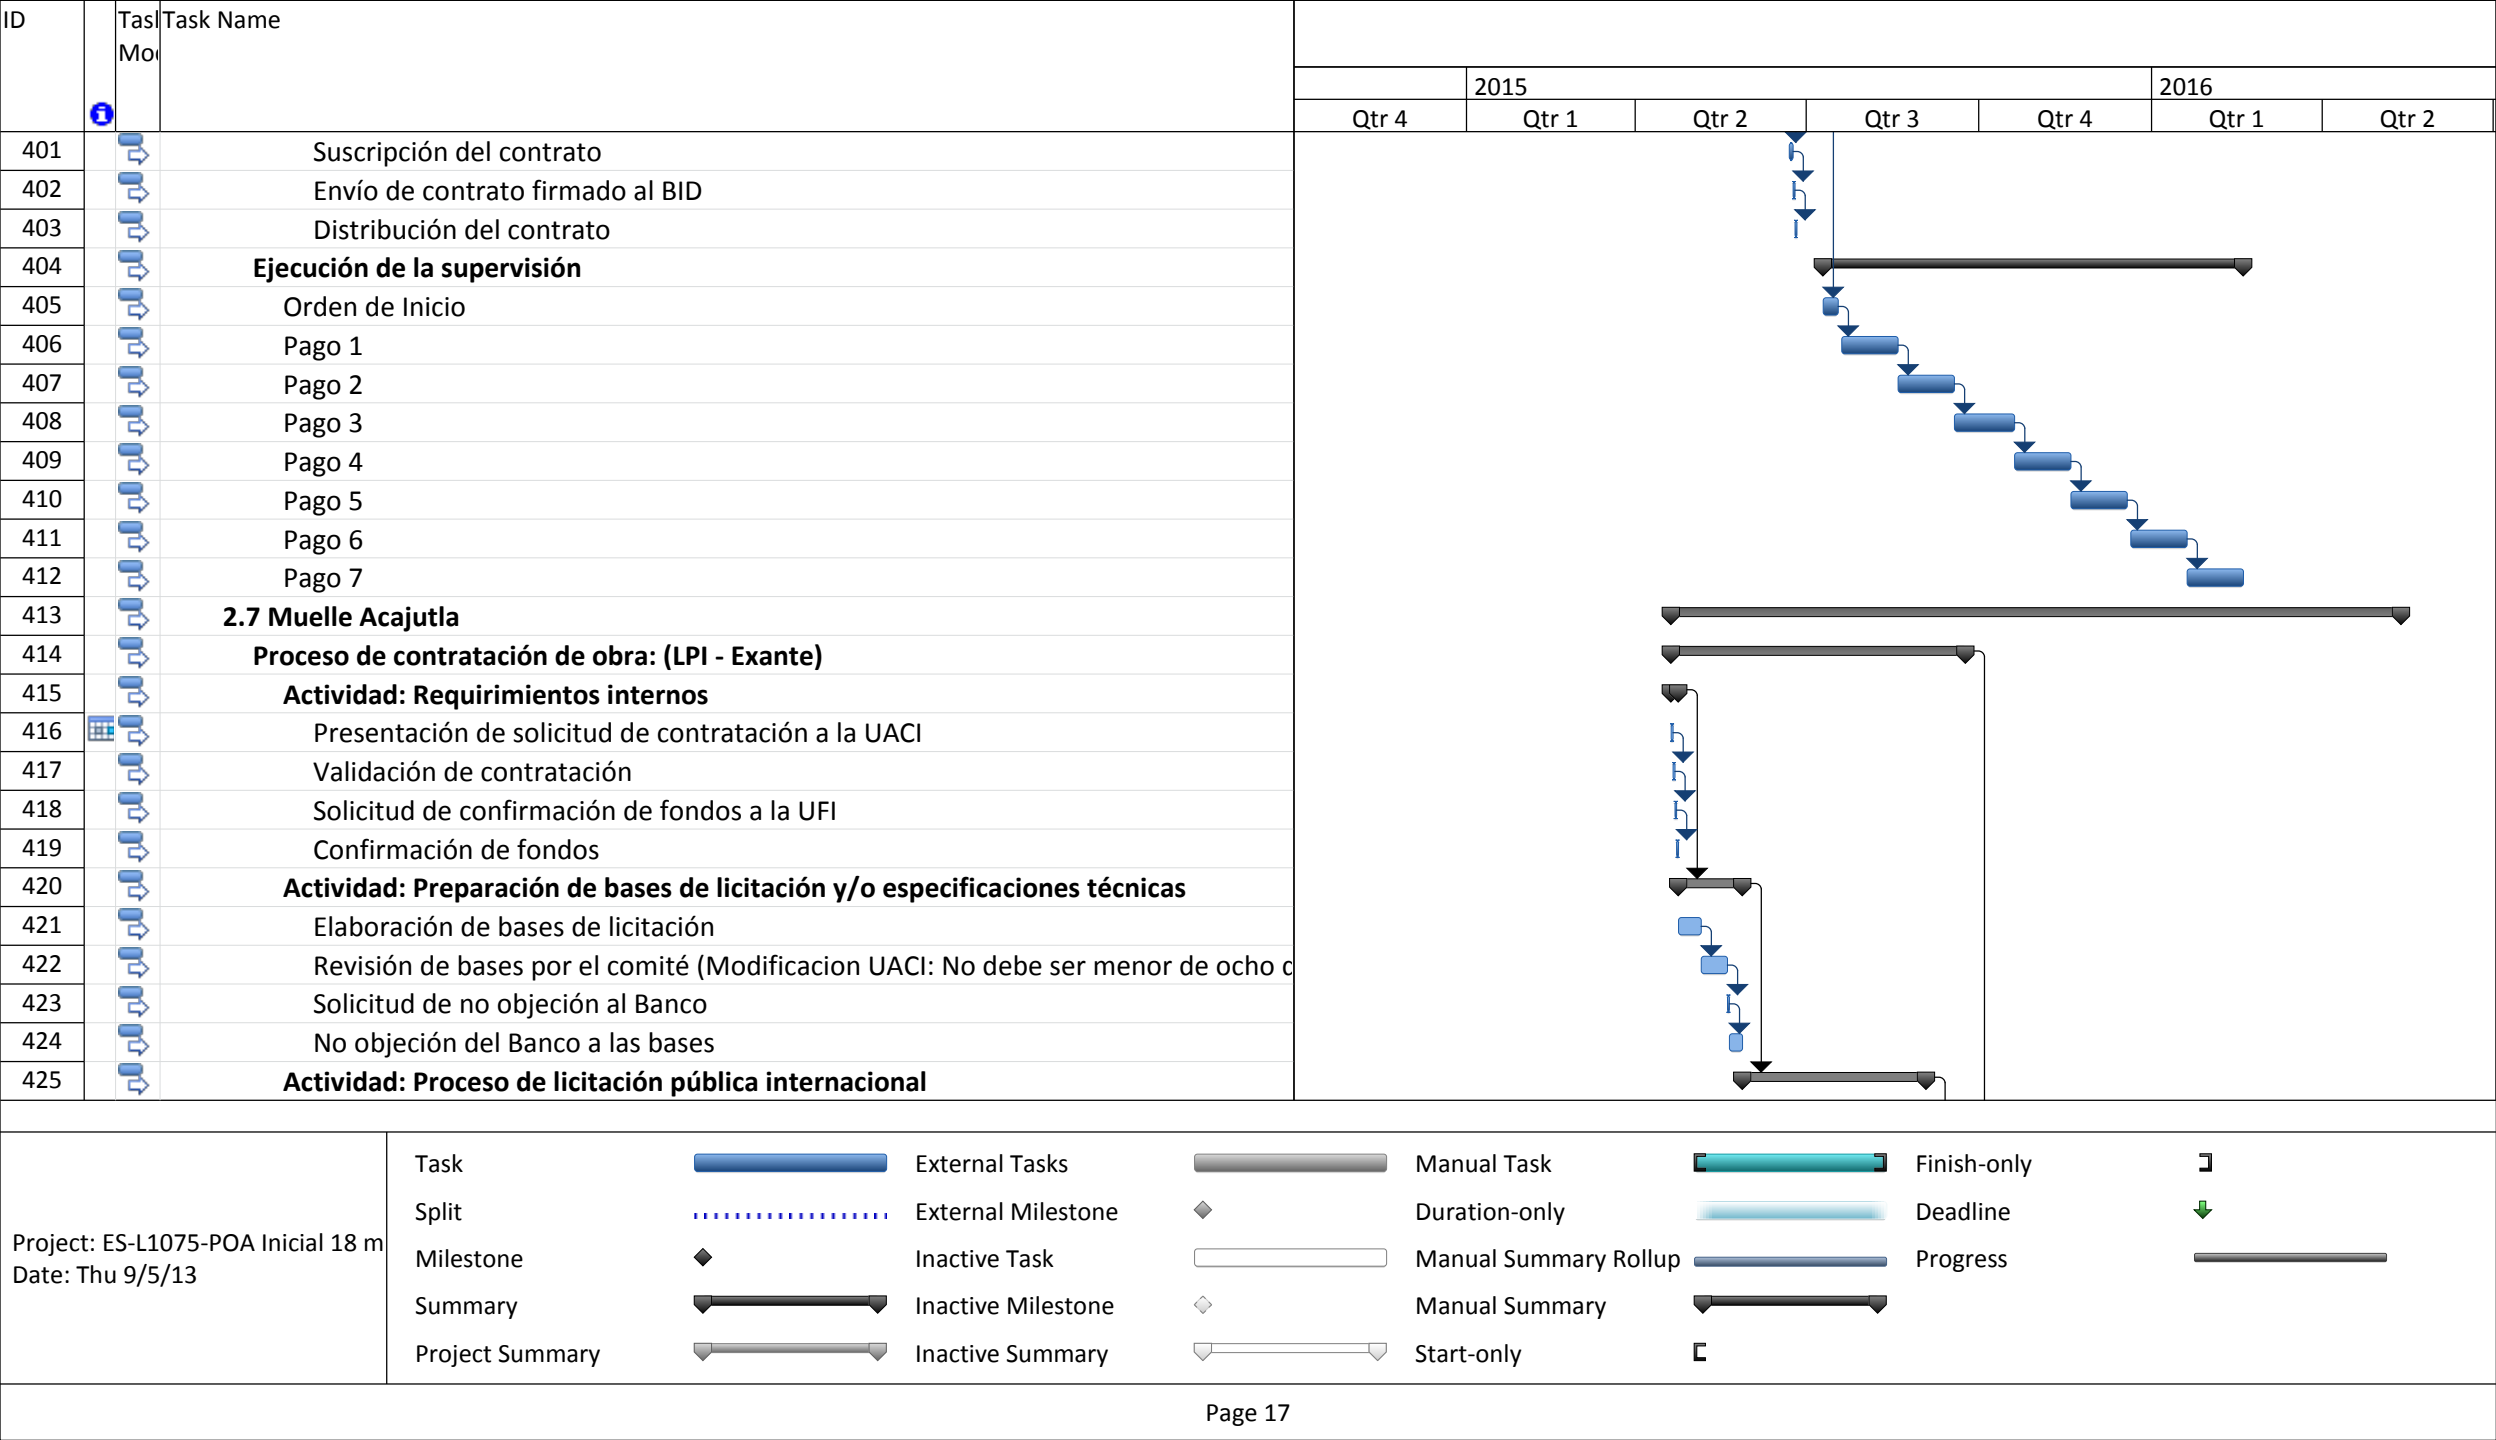 ID
Task Name
2015
2016
Qtr 4
Qtr 1
Qtr 2
Qtr 3
Qtr 4
Qtr 1
Qtr 2
401 Suscripción del contrato
402 Envío de contrato firmado al BID
403 Distribución del contrato
404 Ejecución de la supervisión
405 Orden de Inicio
406 Pago 1
407 Pago 2
408 Pago 3
409 Pago 4
410 Pago 5
411 Pago 6
412 Pago 7
413 2.7 Muelle Acajutla
414 Proceso de contratación de obra: (LPI - Exante)
415 Actividad: Requirimientos internos
416 Presentación de solicitud de contratación a la UACI
417 Validación de contratación
418 Solicitud de confirmación de fondos a la UFI
419 Confirmación de fondos
420 Actividad: Preparación de bases de licitación y/o especificaciones técnicas
421 Elaboración de bases de licitación
422 Revisión de bases por el comité (Modificacion UACI: No debe ser menor de ocho
423 Solicitud de no objeción al Banco
424 No objeción del Banco a las bases
425 Actividad: Proceso de licitación pública internacional
Project: ES-L1075-POA Inicial 18 m
Date: Thu 9/5/13
Task
Split
Milestone
Summary
Project Summary
External Tasks
External Milestone
Inactive Task
Inactive Milestone
Inactive Summary
Manual Task
Duration-only
Manual Summary Rollup
Manual Summary
Start-only
Finish-only
Deadline
Progress
Page 17